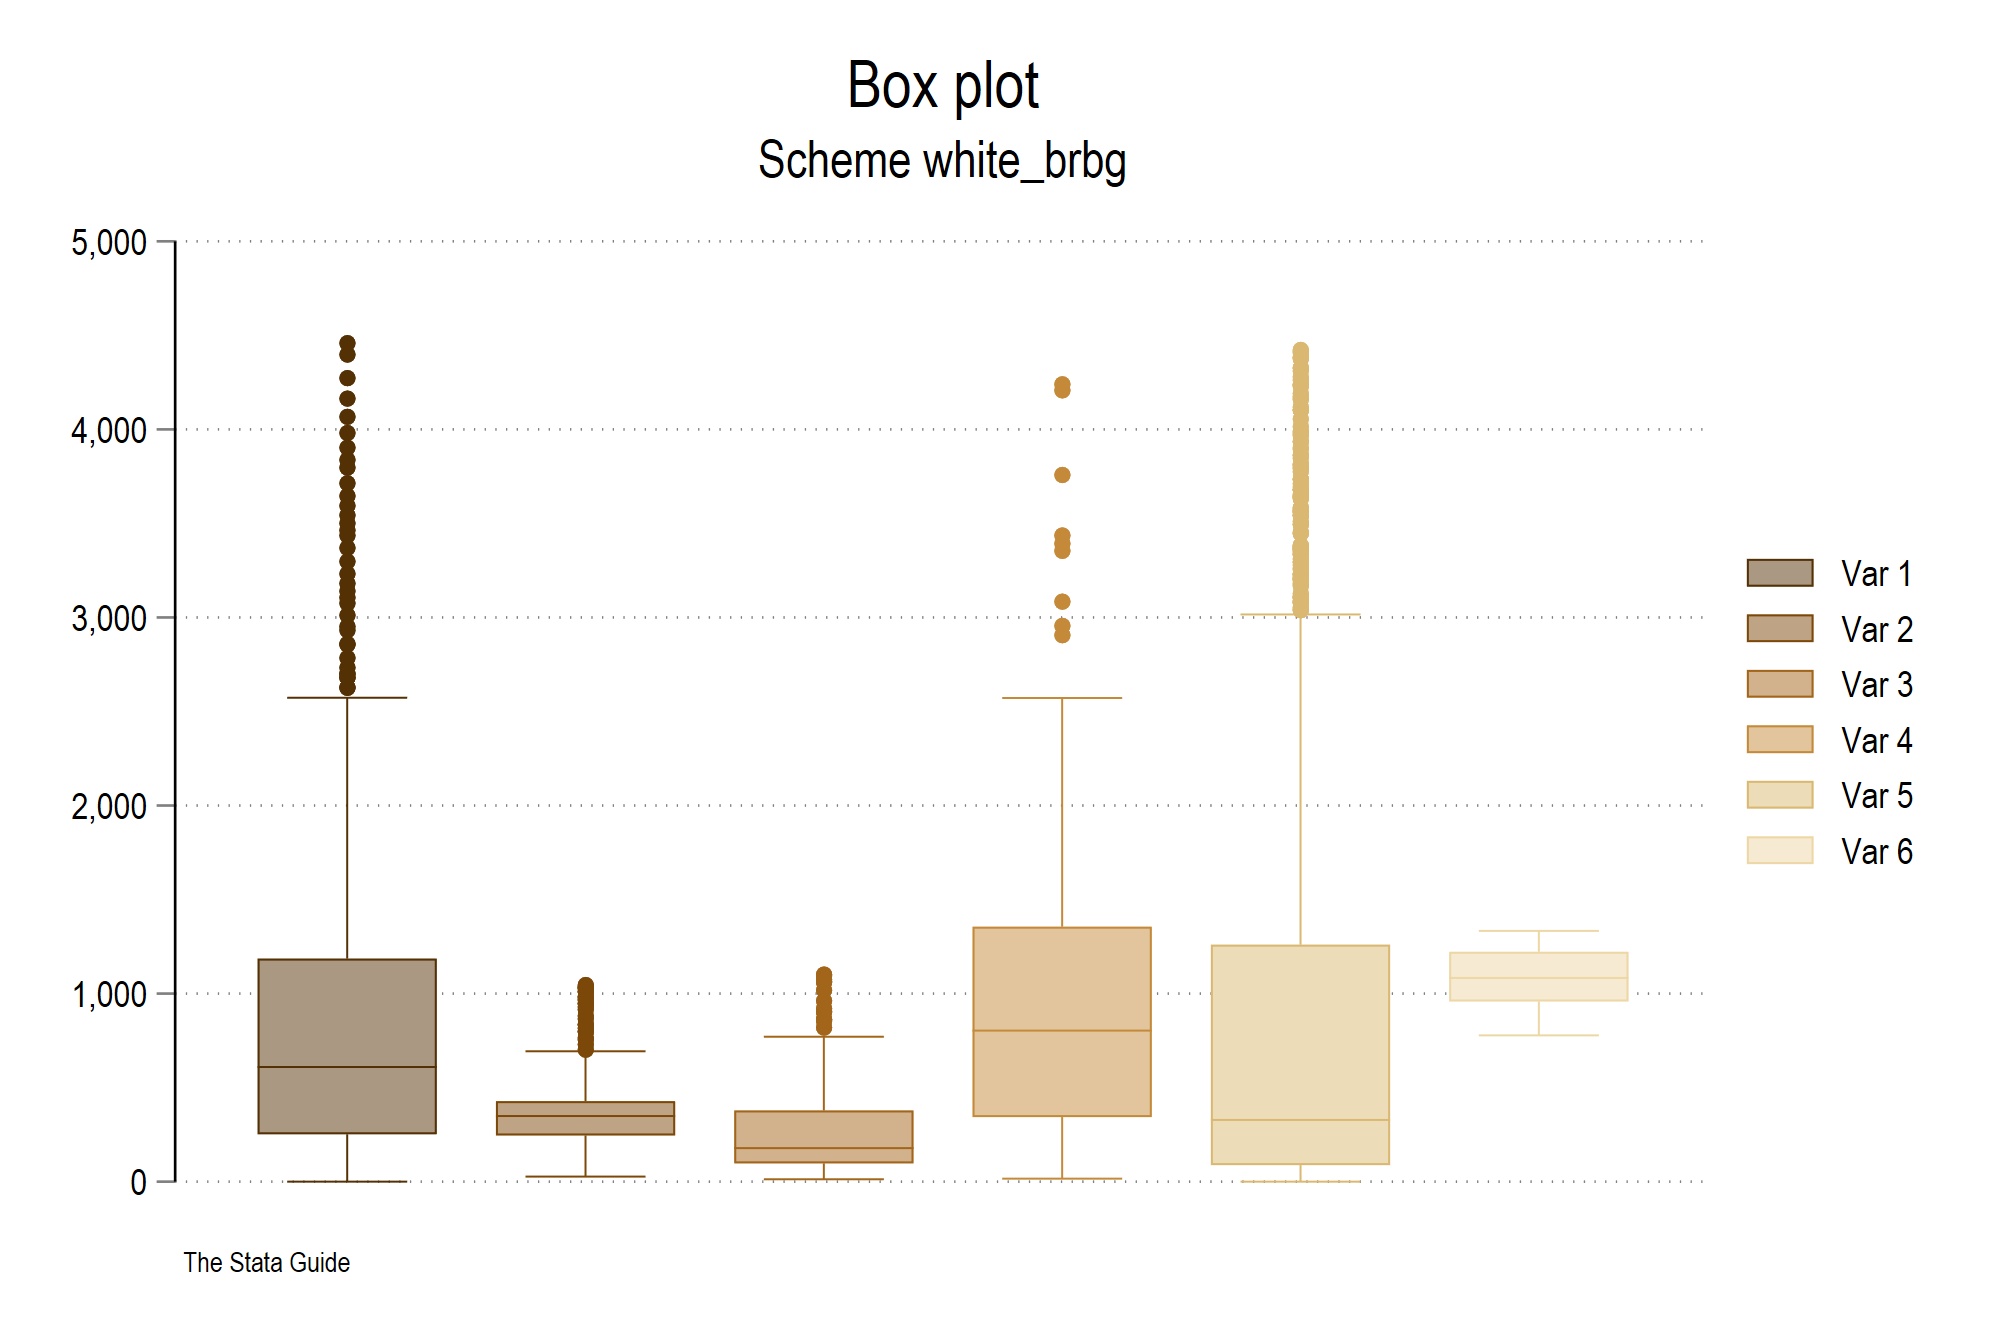 Box plot
Scheme white_brbg
5,000
4,000
3,000
2,000
1,000
0
Var 1
Var 2
Var 3
Var 4
Var 5
Var 6
The Stata Guide